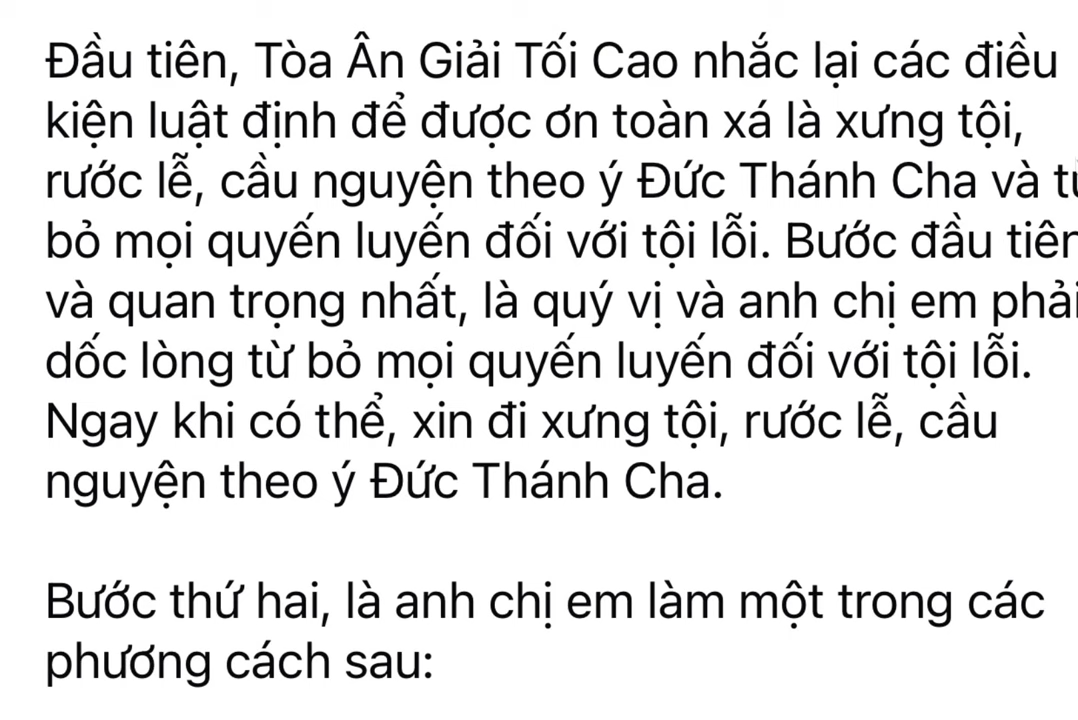 Đầu tiên, Tòa Ân Giải Tối Cao nhắc lại các điều
kiện luật định để được ơn toàn xá là xưng tội,
rước lễ, cầu nguyện theo ý Đức Thánh Cha và
bỏ mọi quyến luyến đối với tội lỗi. Bước đầu
và quan trọng nhất, là quý vị và anh chị em phải
dốc lòng từ bỏ mọi quyến luyến đối với tội lỗi.
Ngay khi có thể, xin đi xưng tội, rước lễ, cầu
nguyện theo ý Đức Thánh Cha.
Bước thứ hai, là anh chị em làm một trong các
phương cách sau: